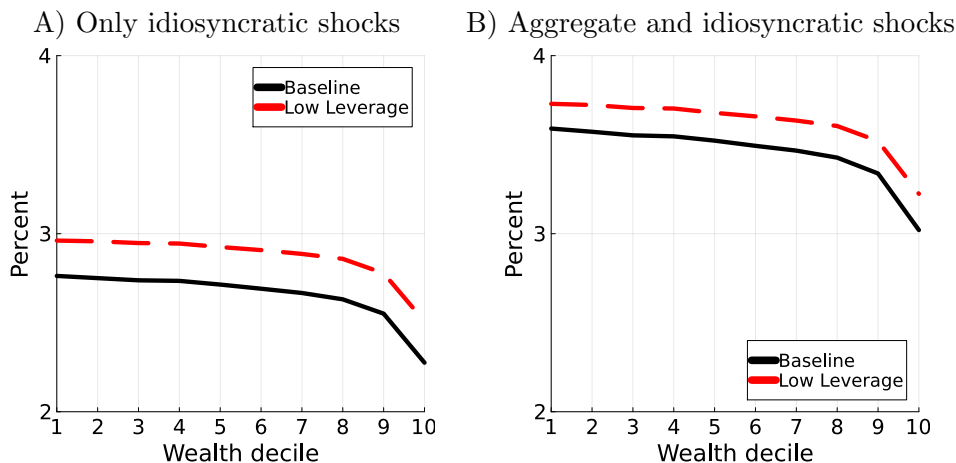 A) Only idiosyncratic shocks
4
3
2
Percent
Baseline
Low Leverage
1 2 3 4 5 6 7 8 9 10
Wealth decile
B) Aggregate and idiosyncratic shocks
4
3
2
Percent
Baseline
Low Leverage
1 2 3 4 5 6 7 8 9 10
Wealth decile